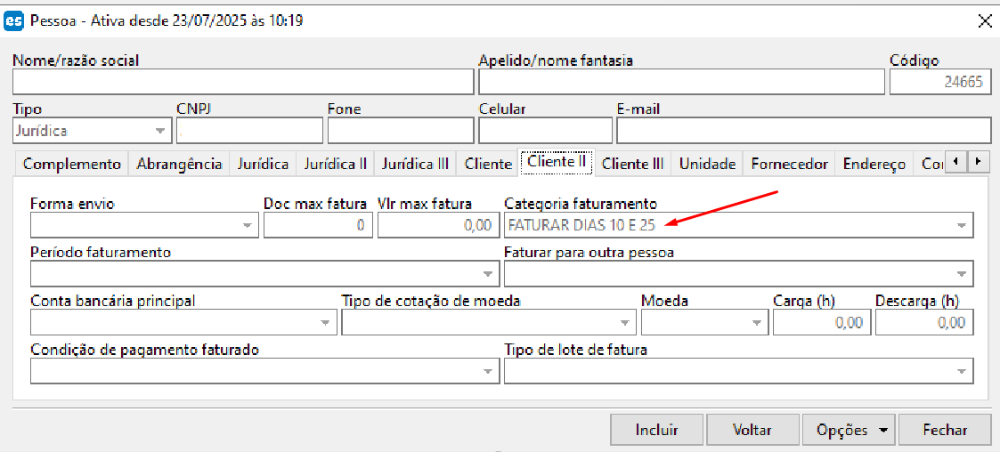 es Pessoa - Ativa desde 23/07/2025 às 10:19
Nome/razão social Apelido/nome fantasia Código
24665
Tipo CNPJ Fone Celular E-mail
Jurídica
Complemento Abrangência Jurídica Jurídica II Jurídica III Cliente Cliente II Cliente III Unidade Fornecedor Endereço
Forma envio Doc max fatura Vlr max fatura Categoria faturamento
0 0,00 FATURAR DIAS 10 E 25
Período faturamento Faturar para outra pessoa
Conta bancária principal Tipo de cotação de moeda Moeda Carga (h) Descarga (h)
0,00 0,00
Condição de pagamento faturado Tipo de lote de fatura
Incluir Voltar Opções Fechar